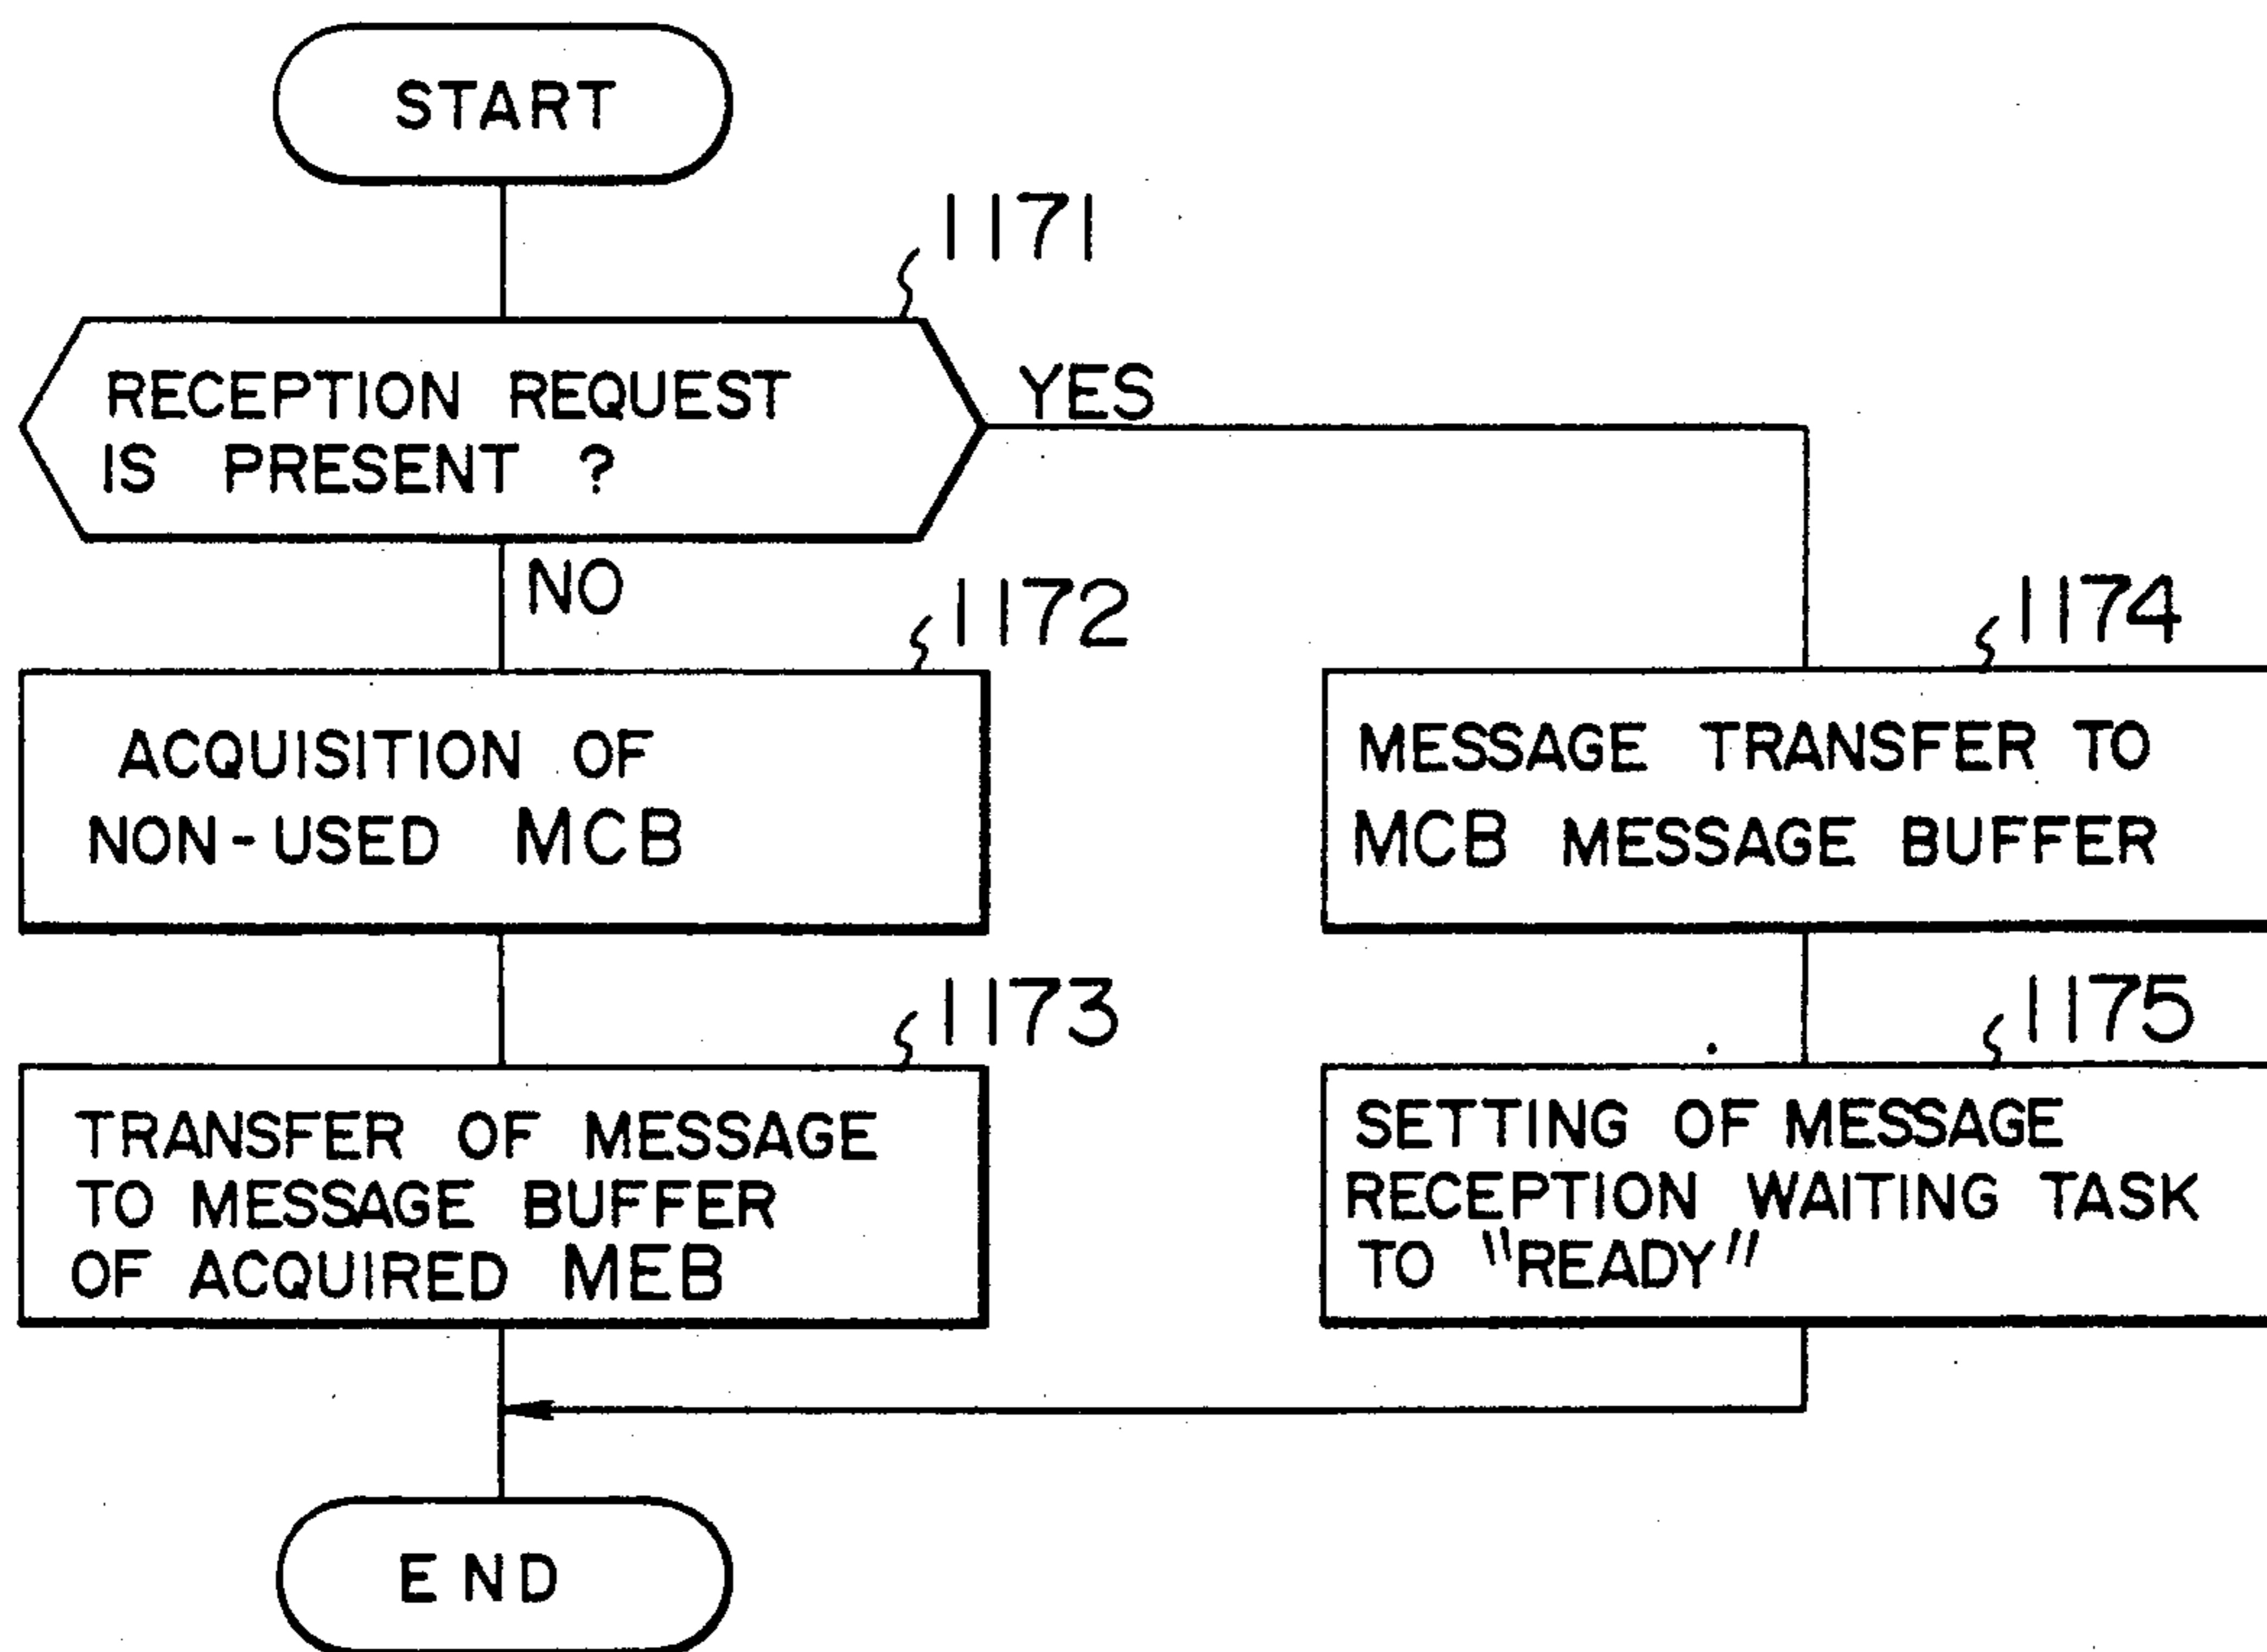 START
1171
RECEPTION REQUEST
IS PRESENT ?
YES
NO
1172
ACQUISITION OF
NON-USED MCB
1173
TRANSFER OF MESSAGE
TO MESSAGE BUFFER
OF ACQUIRED MEB
1174
MESSAGE TRANSFER TO
MCB MESSAGE BUFFER
1175
SETTING OF MESSAGE
RECEPTION WAITING TASK
TO "READY"
END